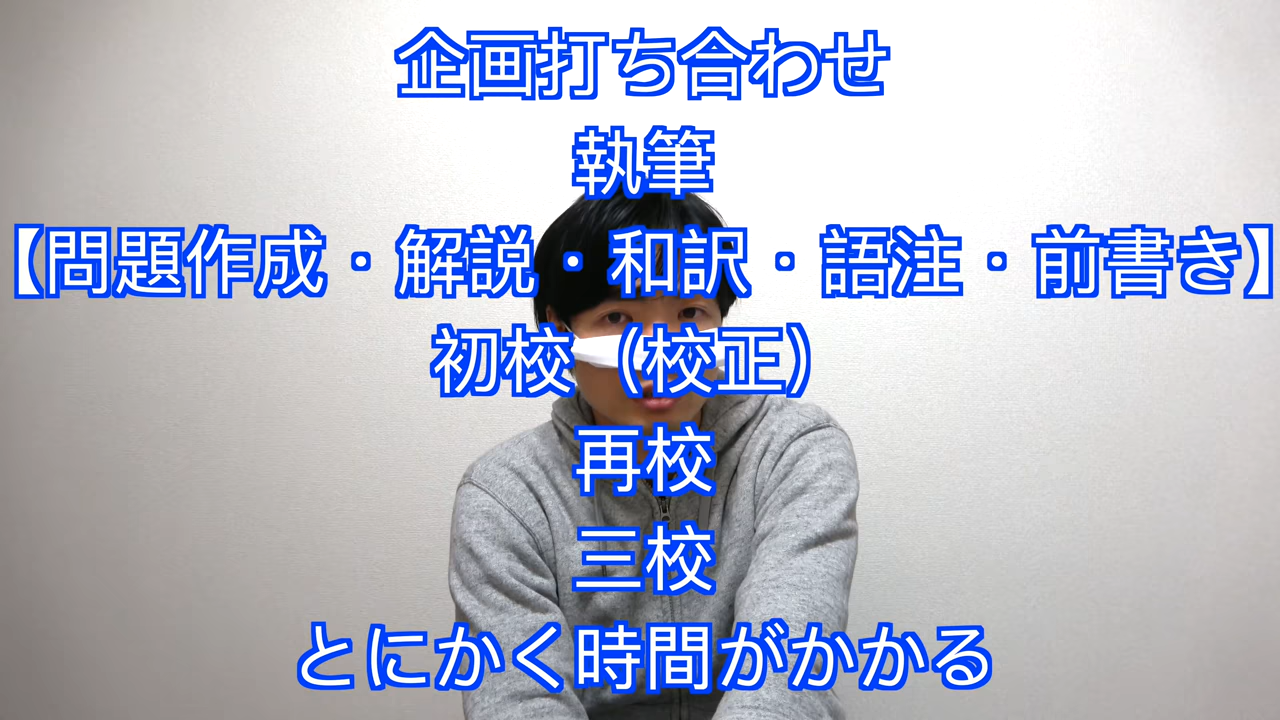 企画打ち合わせ
執筆
【問題作成・解説・和訳・語注・前書き】
初校（校正）
再校
三校
とにかく時間がかかる